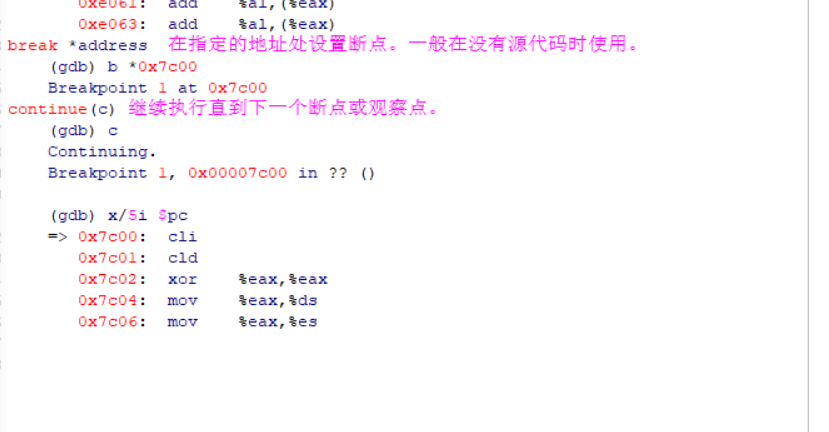 0xe061: add %al,(%eax)
0xe063: add %al,(%eax)
break *address 在指定的地址处设置断点。一般在没有源代码时使用。
(gdb) b *0x7c00
Breakpoint 1 at 0x7c00
continue(c) 继续执行直到下一个断点或观察点。
(gdb) c
Continuing.
Breakpoint 1, 0x00007c00 in ?? ()
(gdb) x/5i $pc
=> 0x7c00: cli
0x7c01: cld
0x7c02: xor %eax,%eax
0x7c04: mov %eax,%ds
0x7c06: mov %eax,%es